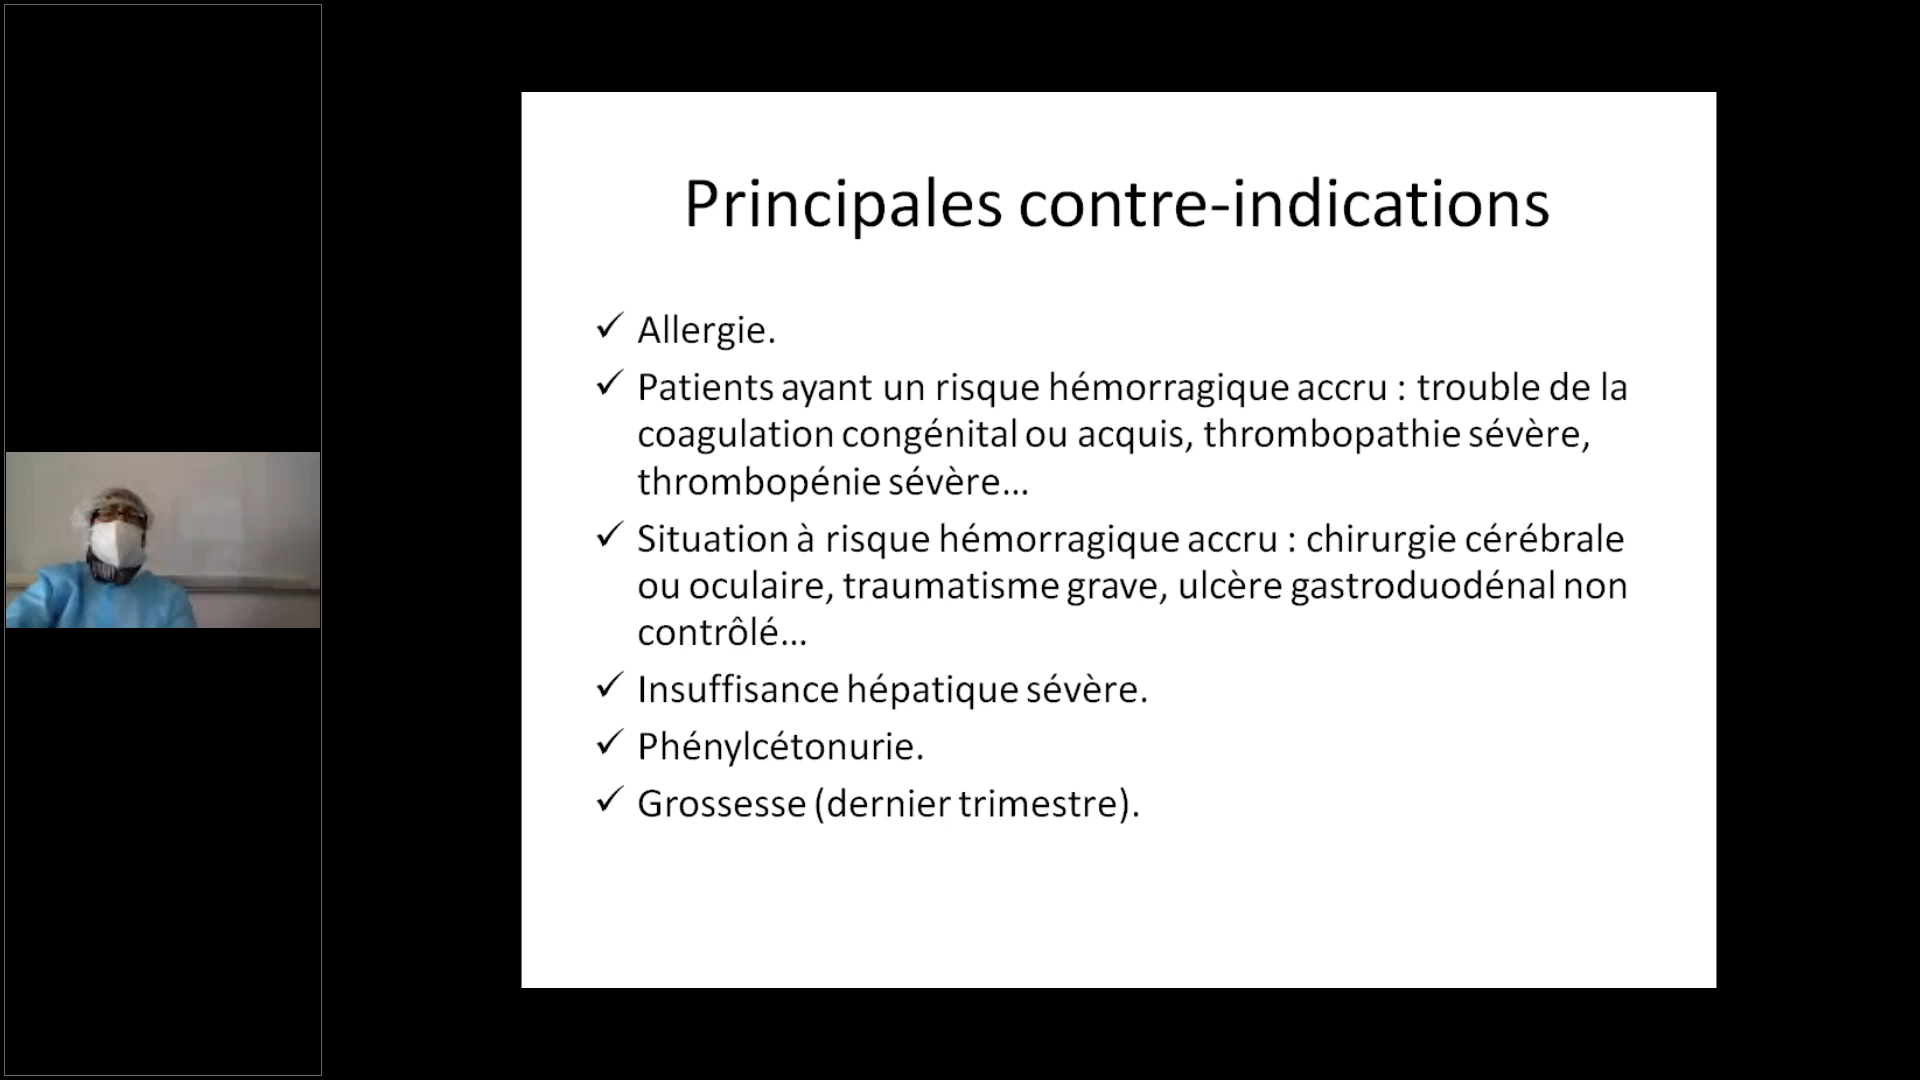 Principales contre-indications
✓ Allergie.
✓ Patients ayant un risque hémorragique accru : trouble de la
coagulation congénital ou acquis, thrombopathie sévère,
thrombopénie sévère...
✓ Situation à risque hémorragique accru : chirurgie cérébrale
ou oculaire, traumatisme grave, ulcère gastroduodénal non
contrôlé...
✓ Insuffisance hépatique sévère.
✓ Phénylcétonurie.
✓ Grossesse (dernier trimestre).